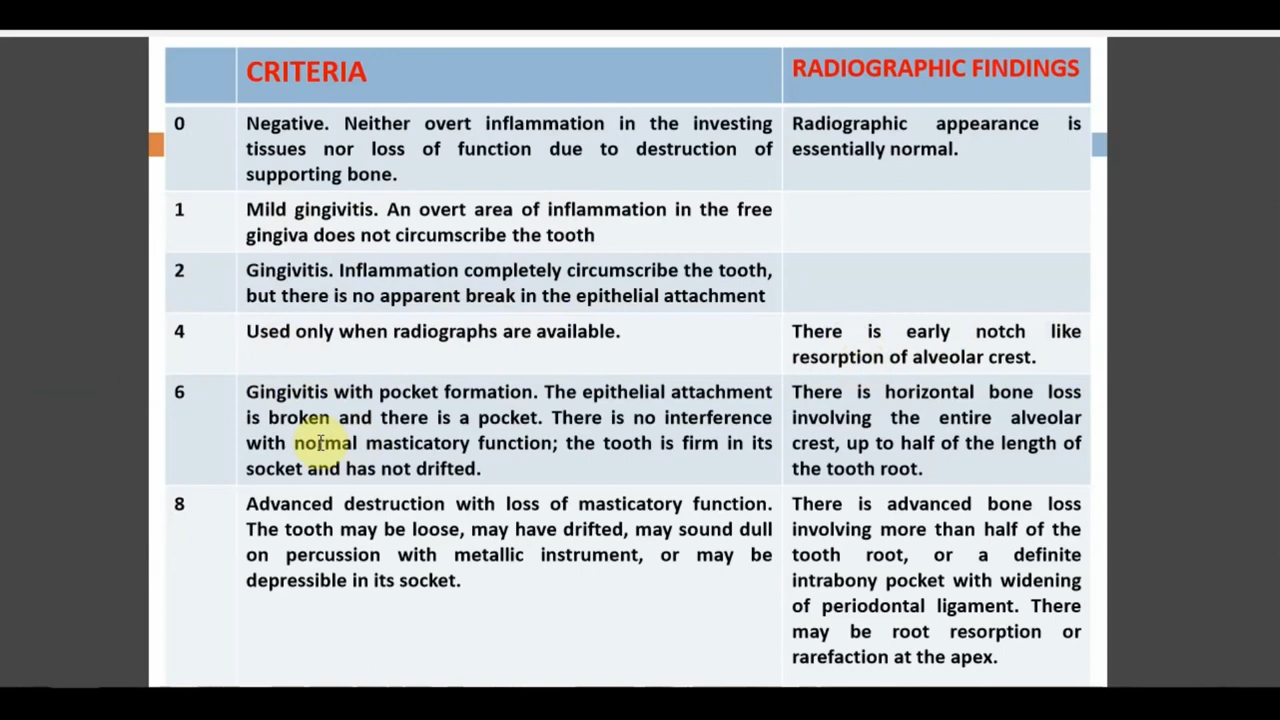 CRITERIA
RADIOGRAPHIC FINDINGS
0
Negative. Neither overt inflammation in the investing
tissues nor loss of function due to destruction of
supporting bone.
Radiographic appearance is
essentially normal.
1
Mild gingivitis. An overt area of inflammation in the free
gingiva does not circumscribe the tooth
2
Gingivitis. Inflammation completely circumscribe the tooth,
but there is no apparent break in the epithelial attachment
4
Used only when radiographs are available.
There is early notch like
resorption of alveolar crest.
6
Gingivitis with pocket formation. The epithelial attachment
is broken and there is a pocket. There is no interference
with normal masticatory function; the tooth is firm in its
socket and has not drifted.
There is horizontal bone loss
involving the entire alveolar
crest, up to half of the length of
the tooth root.
8
Advanced destruction with loss of masticatory function.
The tooth may be loose, may have drifted, may sound dull
on percussion with metallic instrument, or may be
depressible in its socket.
There is advanced bone loss
involving more than half of the
tooth root, or a definite
intrabony pocket with widening
of periodontal ligament. There
may be root resorption or
rarefaction at the apex.